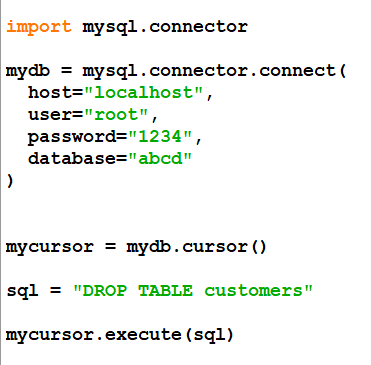 import mysql.connector
mydb = mysql.connector.connect(
  host="localhost",
  user="root",
  password="1234",
  database="abcd"
)
mycursor = mydb.cursor()
sql = "DROP TABLE customers"
mycursor.execute(sql)